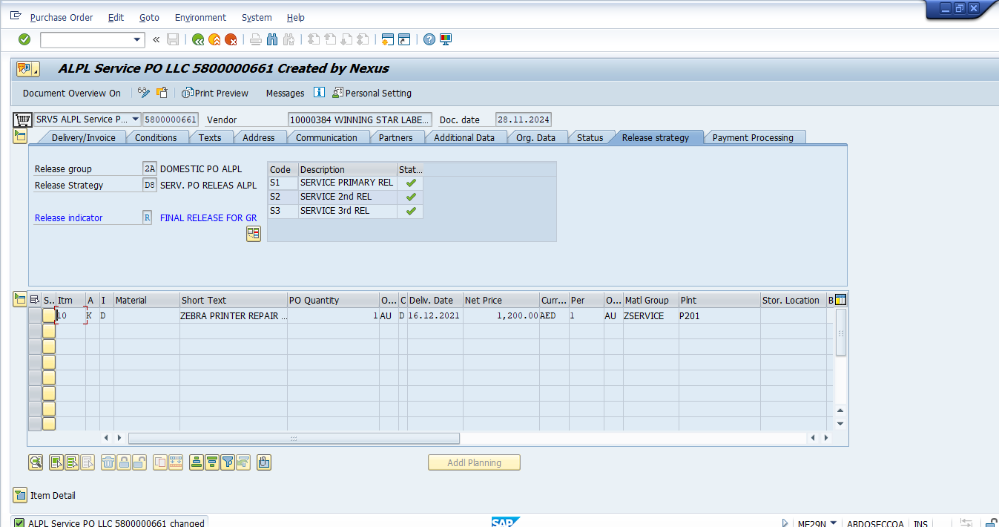 Purchase Order Edit Goto Environment System Help
ALPL Service PO LLC 5800000661 Created by Nexus
Document Overview On Print Preview Messages Personal Setting
SRV5 ALPL Service P... 5800000661 Vendor 10000384 WINNING STAR LABE... Doc. date 28.11.2024
Delivery/Invoice Conditions Texts Address Communication Partners Additional Data Org. Data Status Release strategy Payment Processing
Release group 2A DOMESTIC PO ALPL
Release Strategy D8 SERV. PO RELEAS ALPL
Release indicator R FINAL RELEASE FOR GR
Code Description Stat...
S1 SERVICE PRIMARY REL
S2 SERVICE 2nd REL
S3 SERVICE 3rd REL
S.. Itm A I Material Short Text PO Quantity O... C Deliv. Date Net Price Curr... Per O... Matl Group Plnt Stor. Location B
10 K D ZEBRA PRINTER REPAIR ... 1 AU D 16.12.2021 1,200.00 AED 1 AU ZSERVICE P201
Addl Planning
Item Detail
ALPL Service PO LLC 5800000661 changed SAP ME29N ABDOSECCOA INS